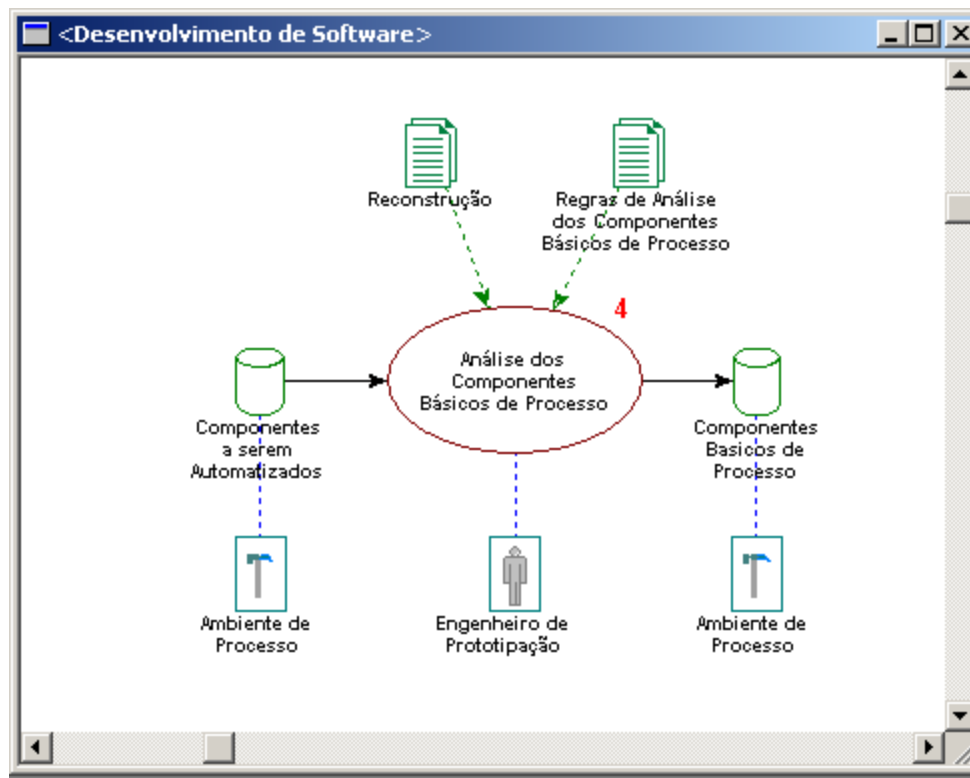 <Desenvolvimento de Software>
Reconstrução
Regras de Análise
dos Componentes
Básicos de Processo
4
Análise dos
Componentes
Básicos de Processo
Componentes
a serem
Automatizados
Componentes
Basicos de
Processo
Ambiente de
Processo
Engenheiro de
Prototipação
Ambiente de
Processo